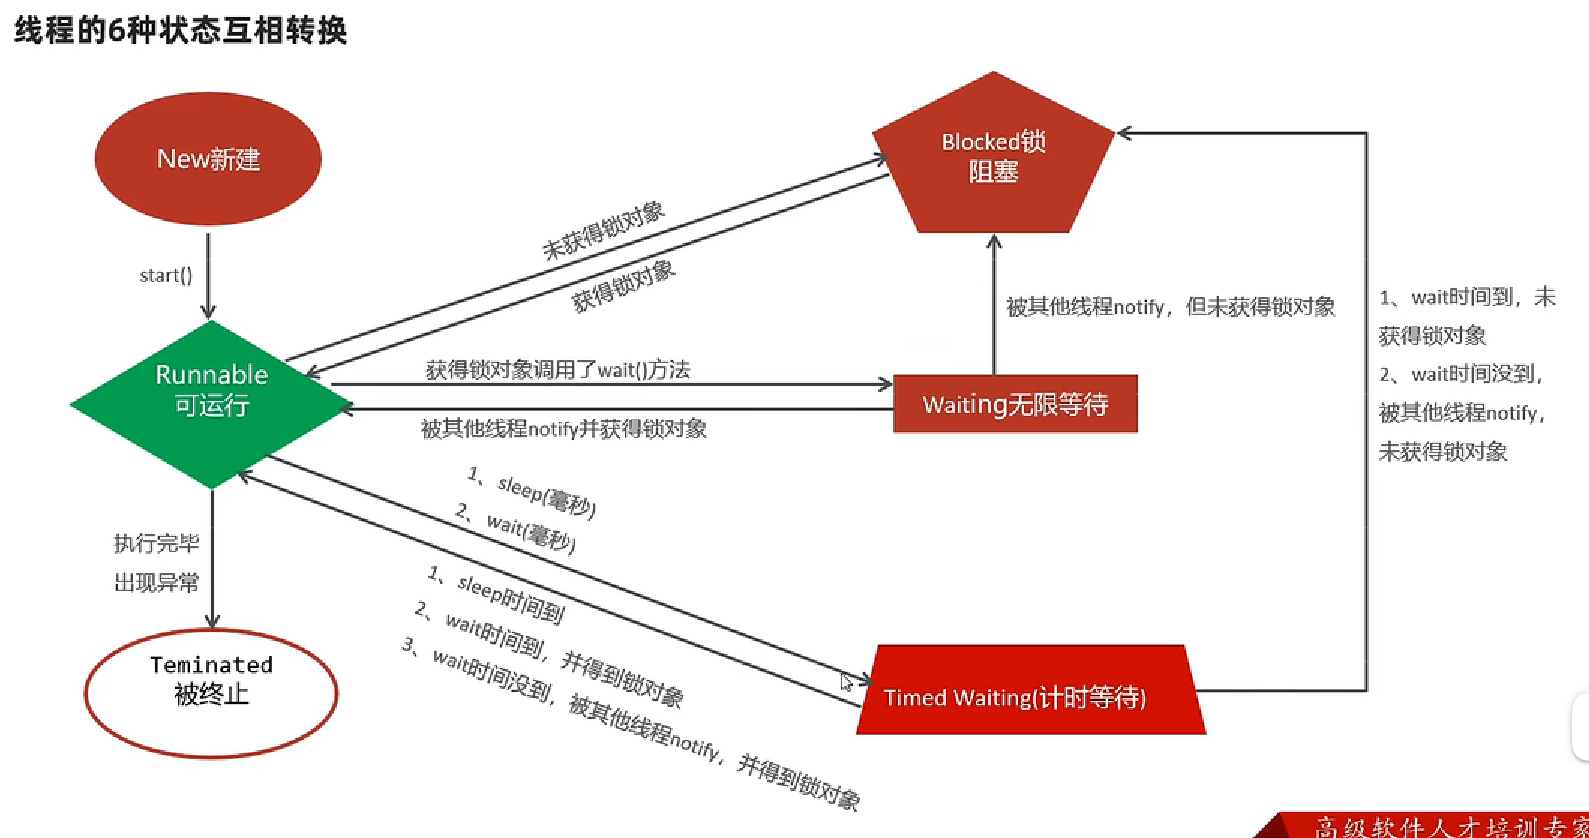 线程的6种状态互相转换
New新建
start()
Runnable
可运行
执行完毕
出现异常
Teminated
被终止
未获得锁对象
获得锁对象
获得锁对象调用了wait()方法
被其他线程notify并获得锁对象
1、sleep(毫秒)
2、wait(毫秒)
1、sleep时间到
2、wait时间到，并得到锁对象
3、wait时间没到，被其他线程notify，并得到锁对象
Blocked锁
阻塞
被其他线程notify，但未获得锁对象
Waiting无限等待
Timed Waiting(计时等待)
1、wait时间到，未
获得锁对象
2、wait时间没到，
被其他线程notify，
未获得锁对象
高级软件人才培训专家